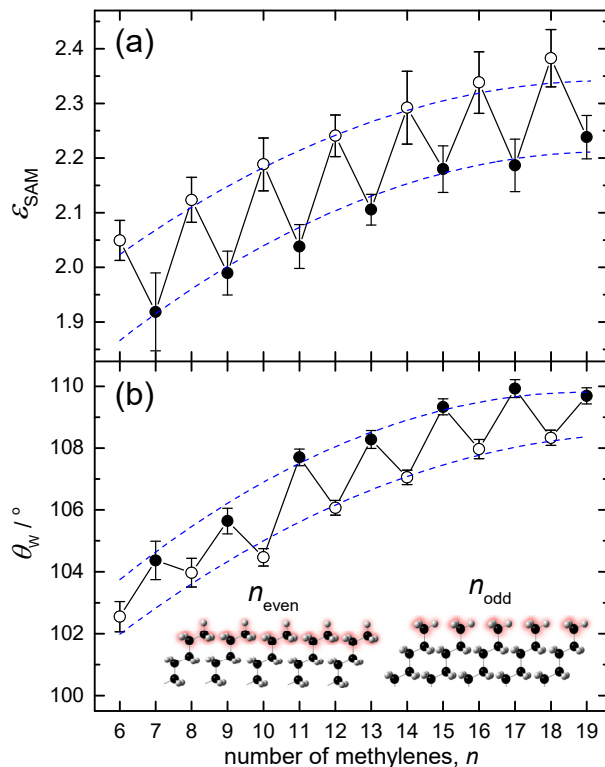 (a)
2.4
2.3
2.2
2.1
2.0
1.9
εSAM
(b)
110
108
106
104
102
100
θW / °
neven
nodd
6 7 8 9 10 11 12 13 14 15 16 17 18 19
number of methylenes, n